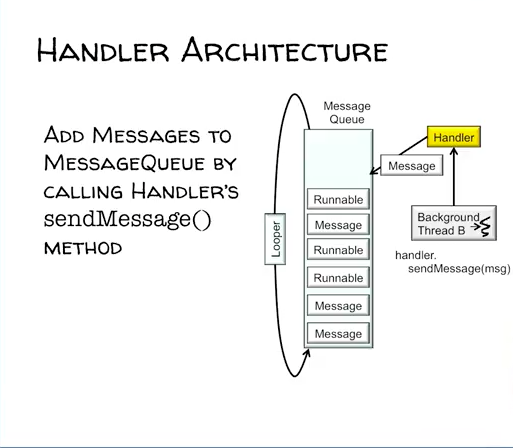 Handler Architecture
Add Messages to
MessageQueue by
calling Handler's
sendMessage()
method
Message
Queue
Handler
Message
Runnable
Message
Runnable
Runnable
Message
Message
Looper
Background
Thread B
handler.
sendMessage(msg)